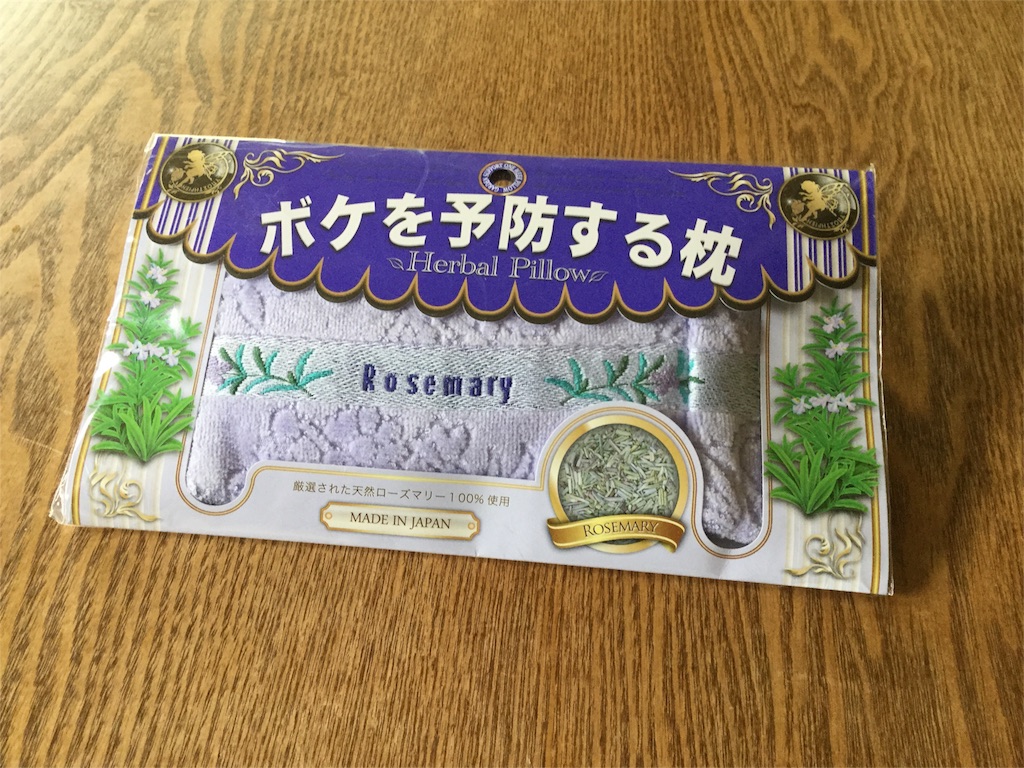 ボケを予防する枕
Herbal Pillow
Rosemary
厳選された天然ローズマリー100%使用
MADE IN JAPAN
ROSEMARY